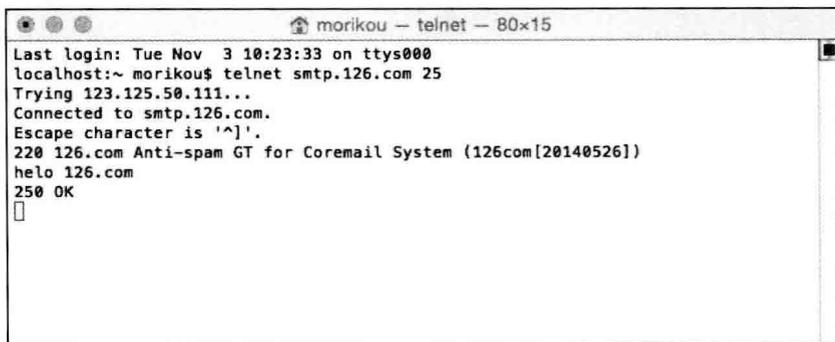 morikou — telnet — 80×15
Last login: Tue Nov  3 10:23:33 on ttys000
localhost:~ morikou$ telnet smtp.126.com 25
Trying 123.125.50.111...
Connected to smtp.126.com.
Escape character is '^]'.
220 126.com Anti-spam GT for Coremail System (126com[20140526])
helo 126.com
250 OK